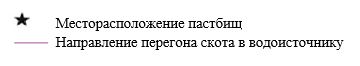 Месторасположение пастбищ
Направление перегона скота в водоисточнику